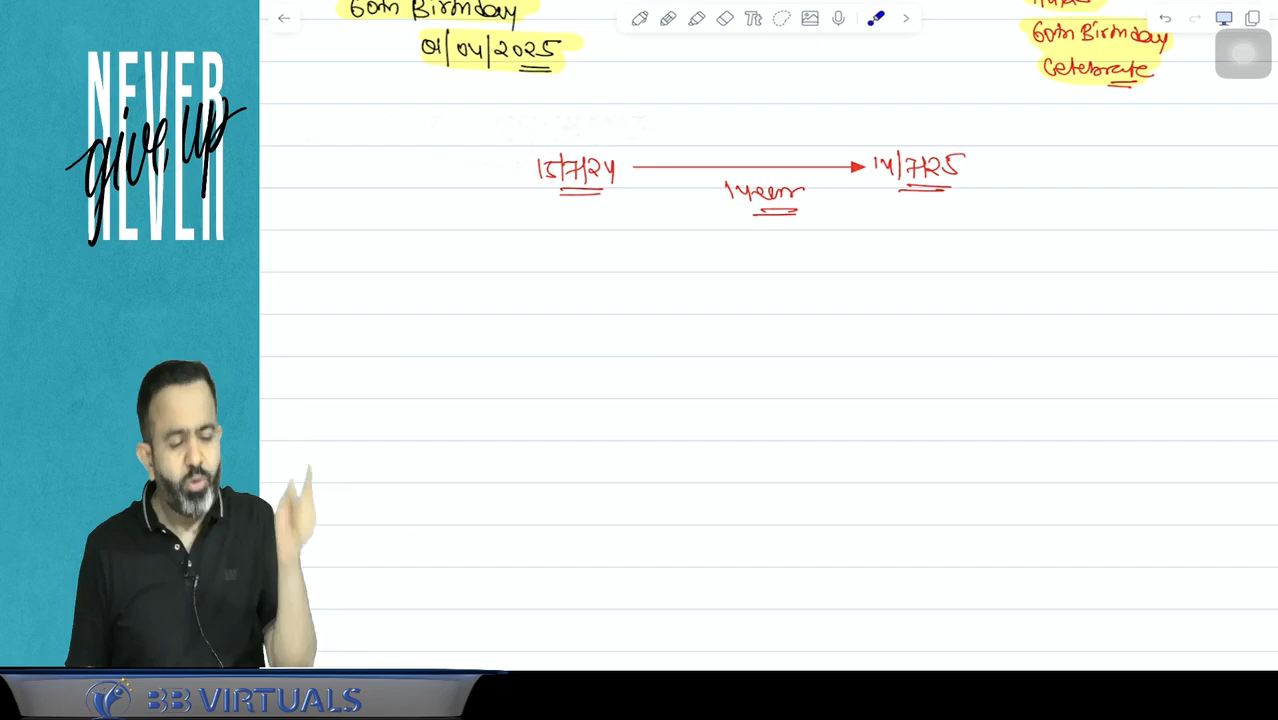 60th Birthday
01/04/2025
60th Birthday
Celebrate
NEVER
give up
NEVER
15/7/24
14/7/25
1 year
Tt
W
BB VIRTUALS